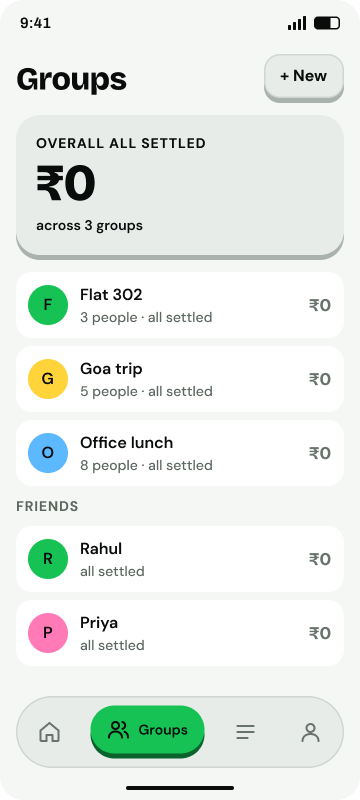 9:41
Groups
+ New
OVERALL ALL SETTLED
₹0
across 3 groups
F
Flat 302
3 people · all settled
₹0
G
Goa trip
5 people · all settled
₹0
O
Office lunch
8 people · all settled
₹0
FRIENDS
R
Rahul
all settled
₹0
P
Priya
all settled
₹0
Groups